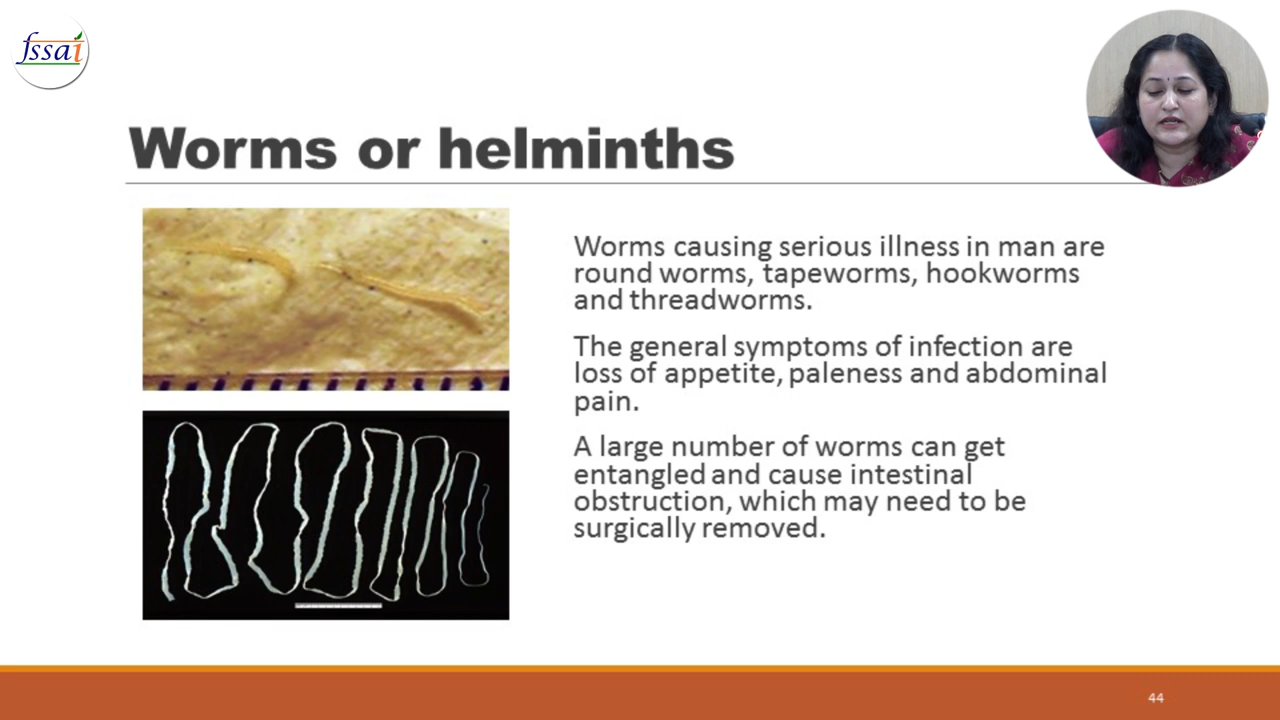 fssai
Worms or helminths
Worms causing serious illness in man are
round worms, tapeworms, hookworms
and threadworms.
The general symptoms of infection are
loss of appetite, paleness and abdominal
pain.
A large number of worms can get
entangled and cause intestinal
obstruction, which may need to be
surgically removed.
44